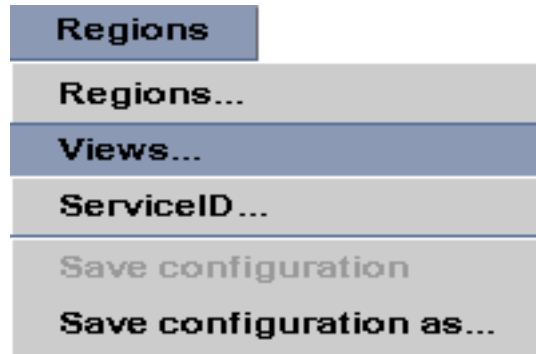 Regions
Regions...
Views...
ServiceID...
Save configuration
Save configuration as...